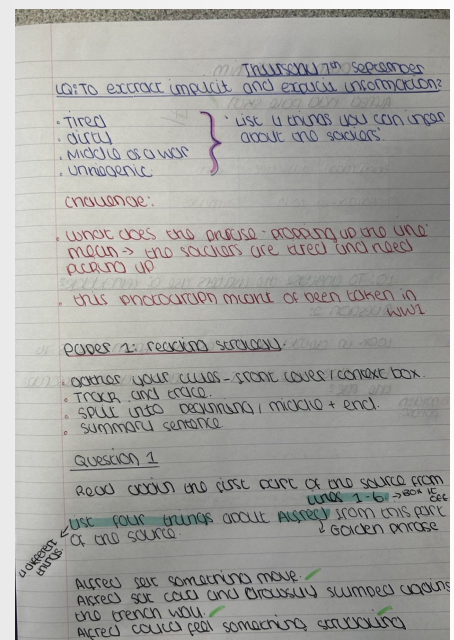 Thursday 7th September
LQ: To extract implicit and explicit information?
· Tired
· dirty
· Middle of a war
· unhegenic
· List 4 things you can infer
about the soldiers'
challenge:
· what does the phrase 'propping up the line'
mean → the soldiers are tired and need
picking up
· this photograph might of been taken in
WW1
paper 1: reading strategy.
· gather your clues - front cover / context box.
· Track and trace.
· Split into beginning / middle + end.
· summary sentence.
Question 1
Read again the first part of the source from
lines 1-6. → BOX IT OFF
List four things about Alfred from this part
of the source.
↳ Golden phrase
4 different things.
Alfred felt something move. ✓
Alfred felt cold and drowsily slumped against
the trench wall. ✓
Alfred could feel something scrabbling